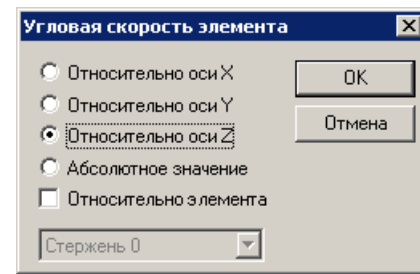 Угловая скорость элемента
Относительно оси X
OK
Относительно оси Y
Отмена
Относительно оси Z
Абсолютное значение
Относительно элемента
Стержень 0